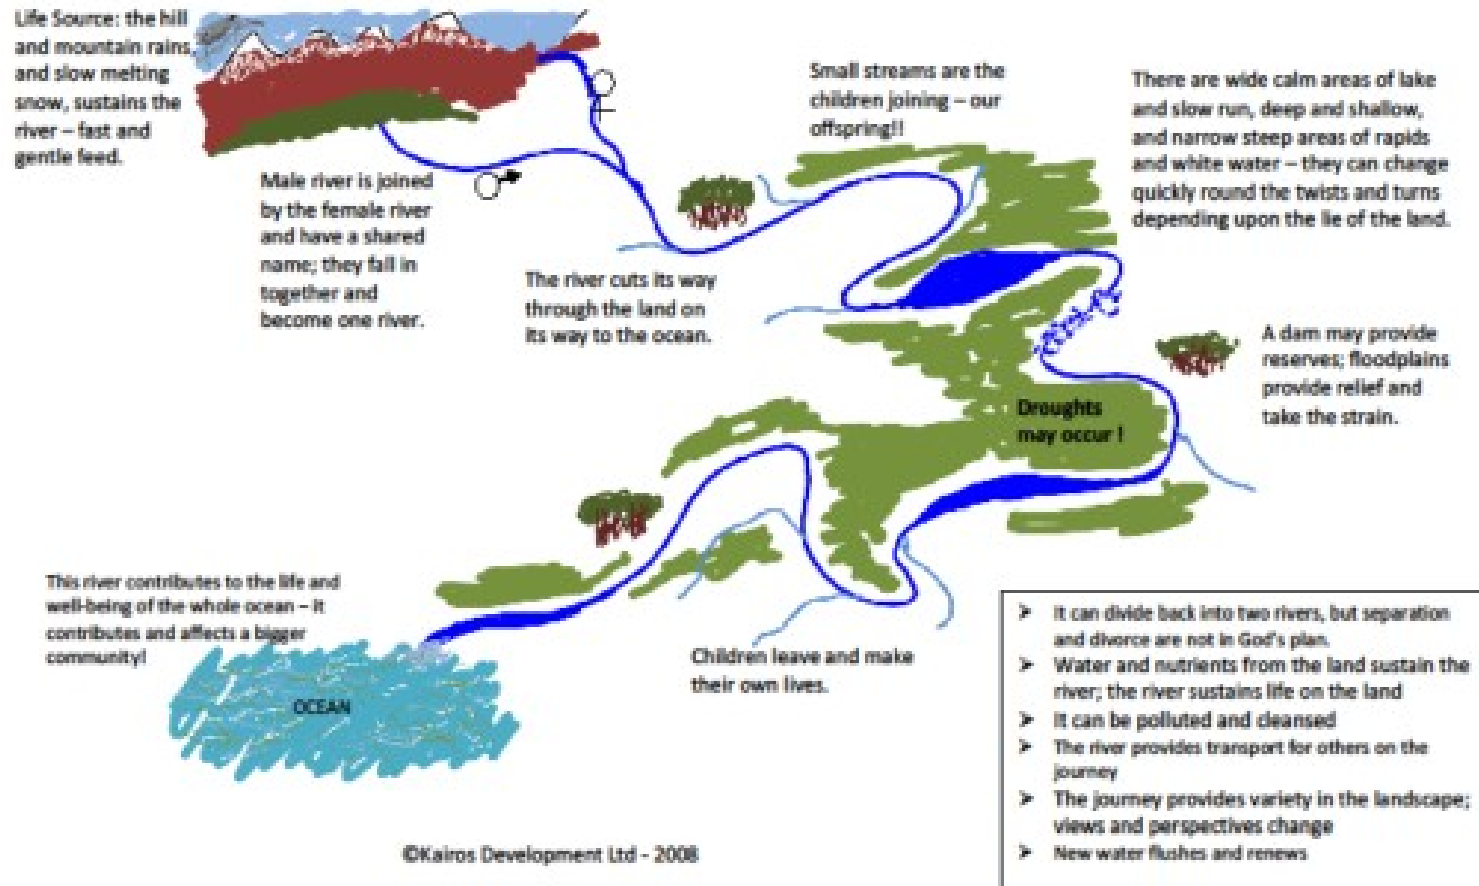 Life Source: the hill
and mountain rains,
and slow melting
snow, sustains the
river – fast and
gentle feed.
Male river is joined
by the female river
and have a shared
name; they fall in
together and
become one river.
The river cuts its way
through the land on
its way to the ocean.
Small streams are the
children joining – our
offspring!!
There are wide calm areas of lake
and slow run, deep and shallow,
and narrow steep areas of rapids
and white water – they can change
quickly round the twists and turns
depending upon the lie of the land.
A dam may provide
reserves; floodplains
provide relief and
take the strain.
Droughts
may occur !
This river contributes to the life and
well-being of the whole ocean – it
contributes and affects a bigger
community!
OCEAN
Children leave and make
their own lives.
➢ It can divide back into two rivers, but separation
and divorce are not in God's plan.
➢ Water and nutrients from the land sustain the
river; the river sustains life on the land
➢ It can be polluted and cleansed
➢ The river provides transport for others on the
journey
➢ The journey provides variety in the landscape;
views and perspectives change
➢ New water flushes and renews
©Kairos Development Ltd - 2008